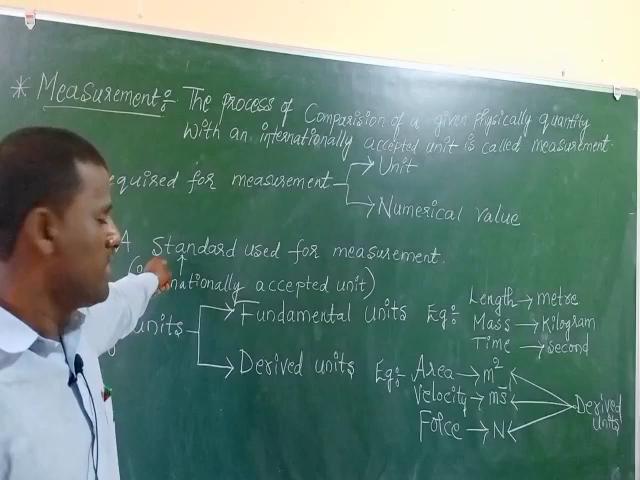 * Measurement :- The process of Comparision of a given physically quantity
with an internationally accepted unit is called measurement.
equired for measurement → Unit
→ Numerical value
A standard used for measurement.
nationally accepted unit)
units → Fundamental units Eg:- Length → metre
Mass → Kilogram
Time → Second
→ Derived units Eg:- Area → m²
Velocity → ms⁻
Force → N
Derived
units